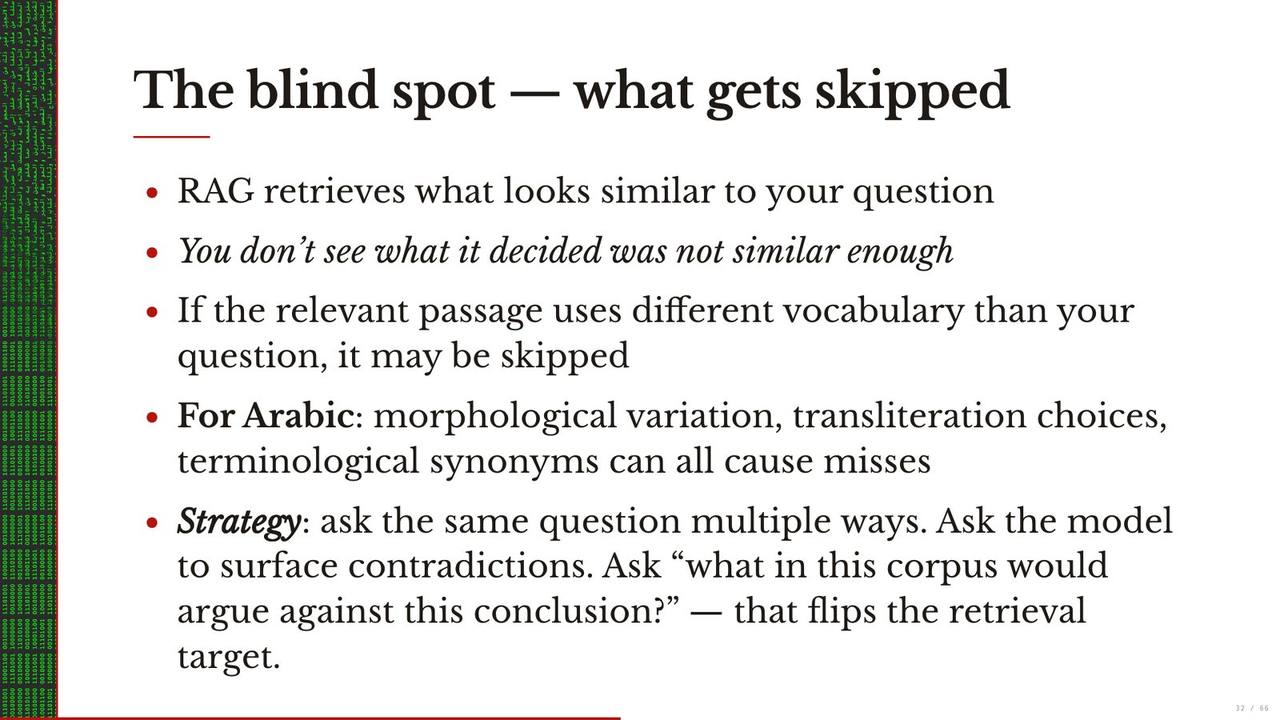 The blind spot — what gets skipped
• RAG retrieves what looks similar to your question
• You don’t see what it decided was not similar enough
• If the relevant passage uses different vocabulary than your
question, it may be skipped
• For Arabic: morphological variation, transliteration choices,
terminological synonyms can all cause misses
• Strategy: ask the same question multiple ways. Ask the model
to surface contradictions. Ask “what in this corpus would
argue against this conclusion?” — that flips the retrieval
target.
32 / 66